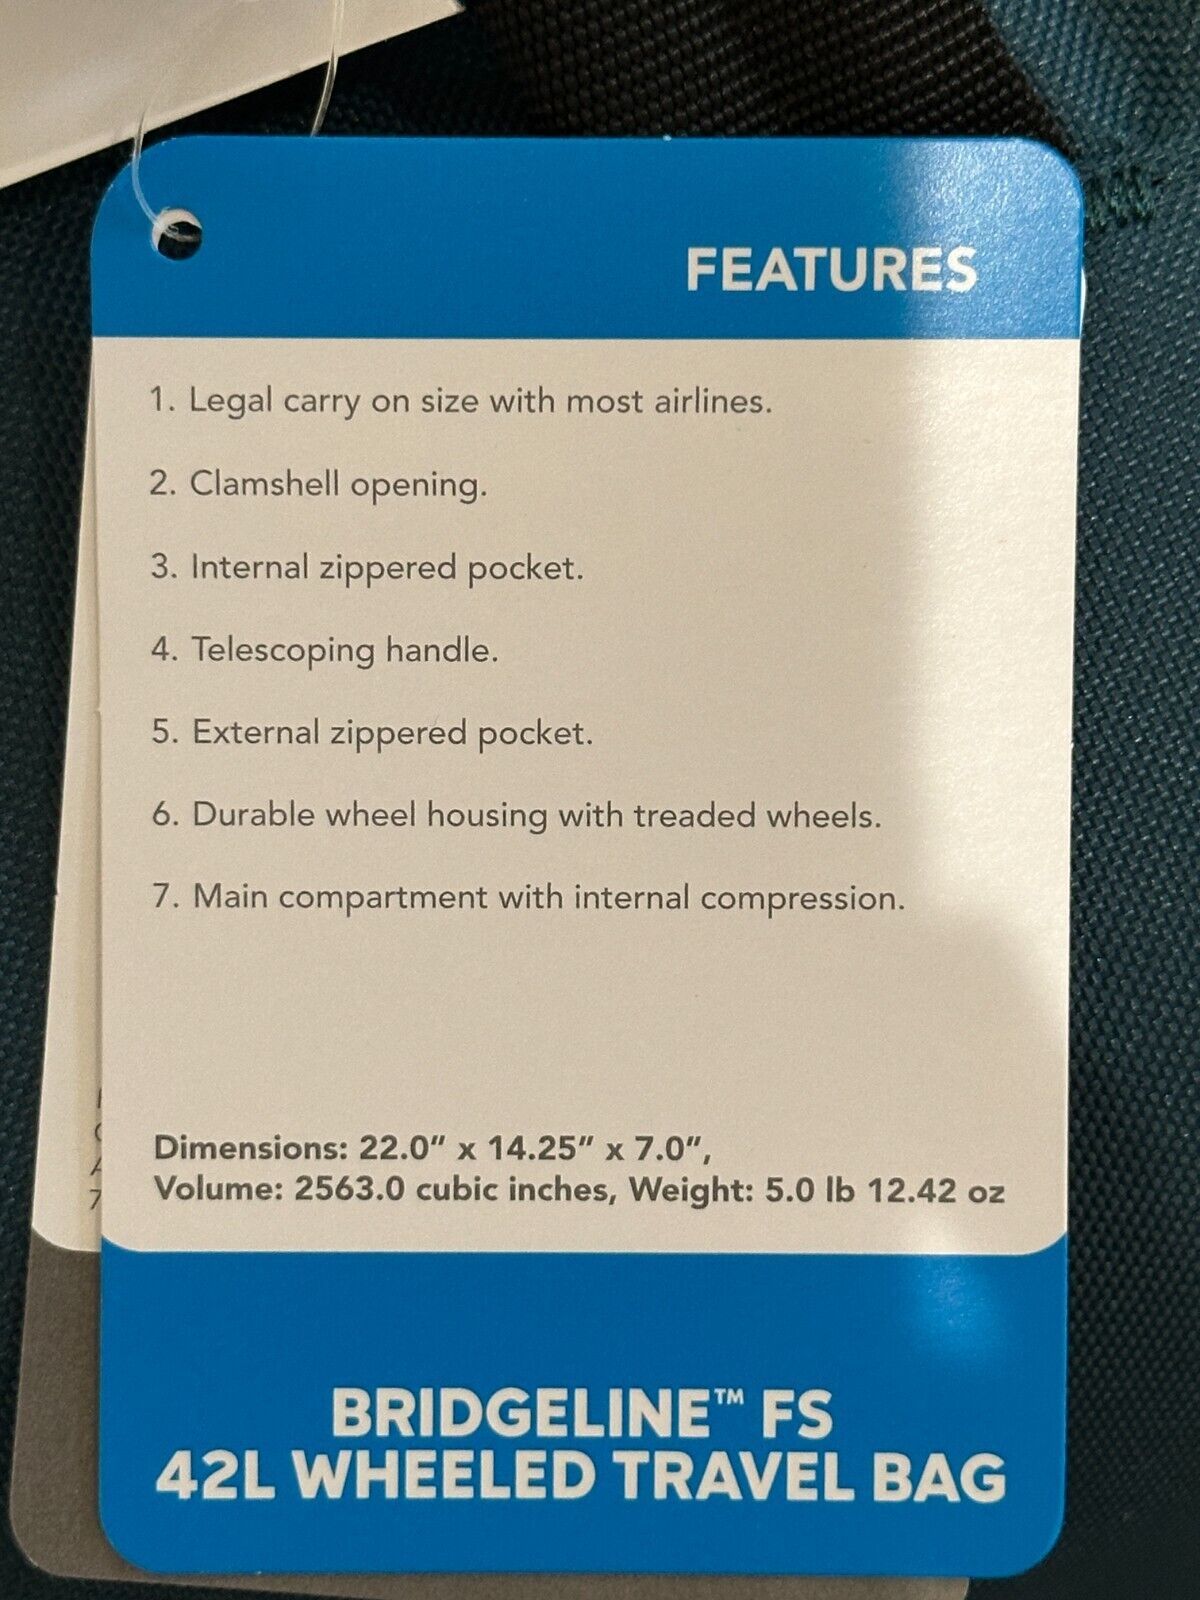 FEATURES
1. Legal carry on size with most airlines.
2. Clamshell opening.
3. Internal zippered pocket.
4. Telescoping handle.
5. External zippered pocket.
6. Durable wheel housing with treaded wheels.
7. Main compartment with internal compression.
Dimensions: 22.0" x 14.25" x 7.0",
Volume: 2563.0 cubic inches, Weight: 5.0 lb 12.42 oz
BRIDGELINE™ FS
42L WHEELED TRAVEL BAG